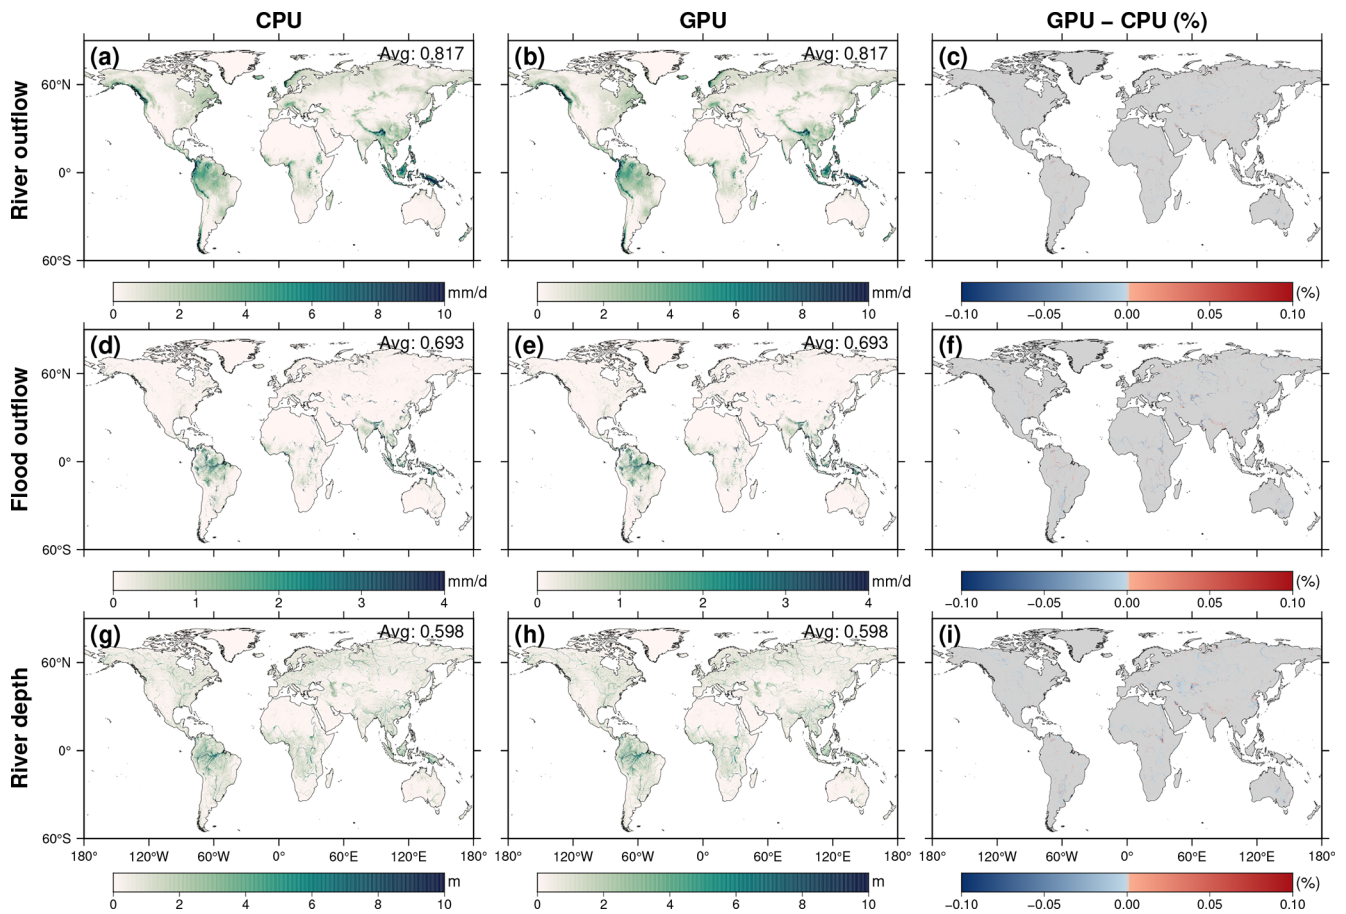 CPU GPU GPU − CPU (%)
River outflow
(a) Avg: 0.817 (b) Avg: 0.817 (c)
60°N
0°
60°S
mm/d mm/d (%)
0 2 4 6 8 10 0 2 4 6 8 10 −0.10 −0.05 0.00 0.05 0.10
Flood outflow
(d) Avg: 0.693 (e) Avg: 0.693 (f)
60°N
0°
60°S
mm/d mm/d (%)
0 1 2 3 4 0 1 2 3 4 −0.10 −0.05 0.00 0.05 0.10
River depth
(g) Avg: 0.598 (h) Avg: 0.598 (i)
60°N
0°
60°S
180° 120°W 60°W 0° 60°E 120°E 180° 120°W 60°W 0° 60°E 120°E 180° 180° 120°W 60°W 0° 60°E 120°E 180°
m m (%)
0 2 4 6 8 10 0 2 4 6 8 10 −0.10 −0.05 0.00 0.05 0.10